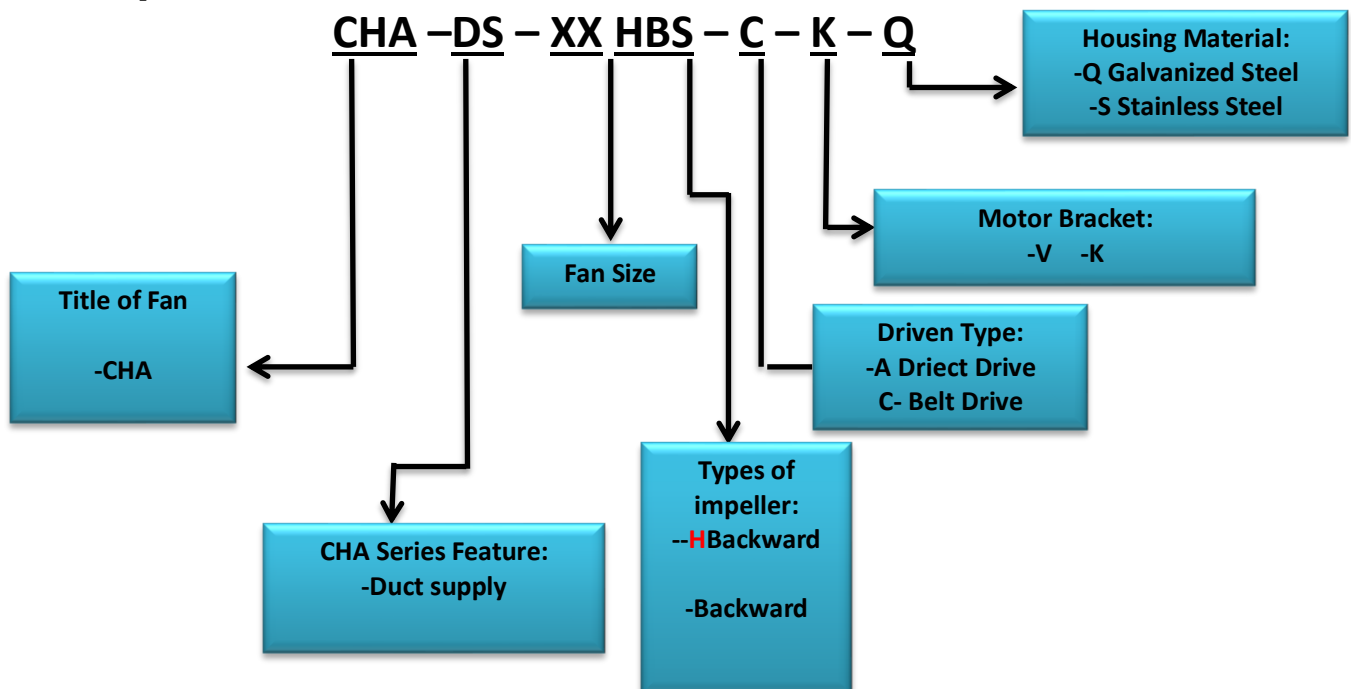 CHA –DS – XX HBS – C – K – Q
Housing Material:
-Q Galvanized Steel
-S Stainless Steel
Motor Bracket:
-V -K
Fan Size
Title of Fan
-CHA
Driven Type:
-A Driect Drive
C- Belt Drive
Types of
impeller:
--HBackward
-Backward
CHA Series Feature:
-Duct supply